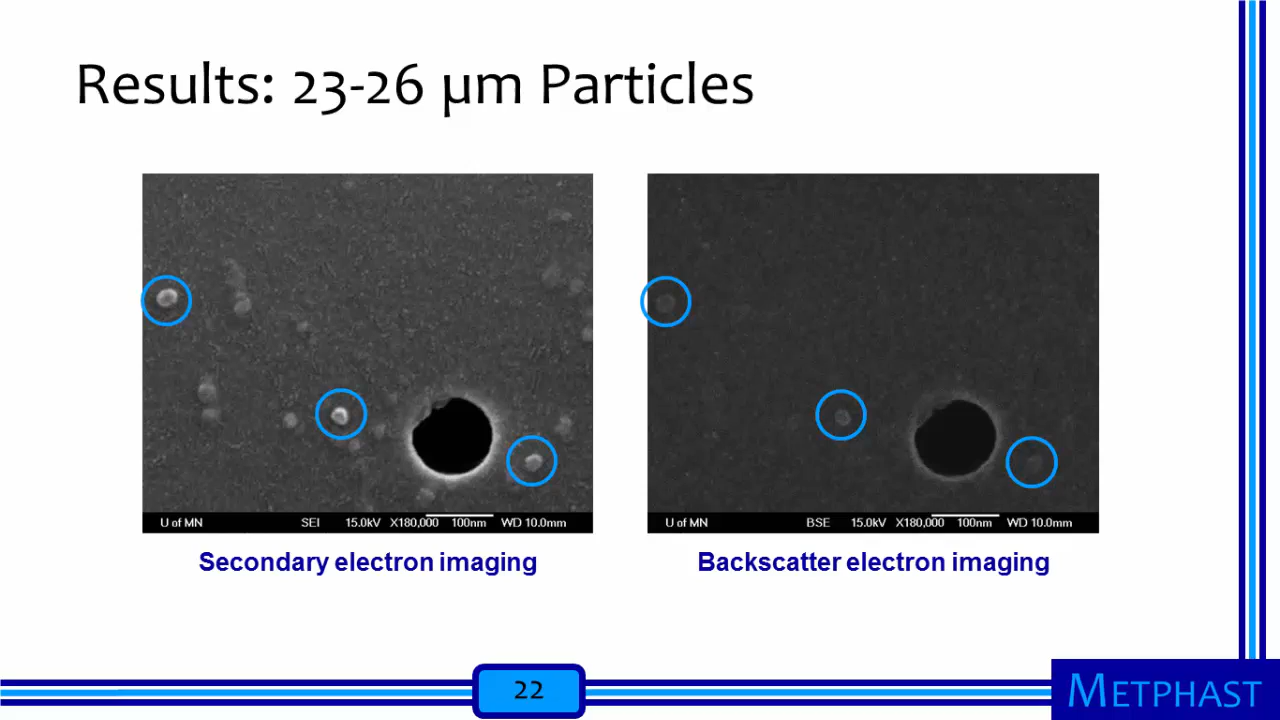 Results: 23-26 µm Particles
U of MN SEI 15.0kV X180,000 100nm WD 10.0mm
U of MN BSE 15.0kV X180,000 100nm WD 10.0mm
Secondary electron imaging
Backscatter electron imaging
22
METPHAST